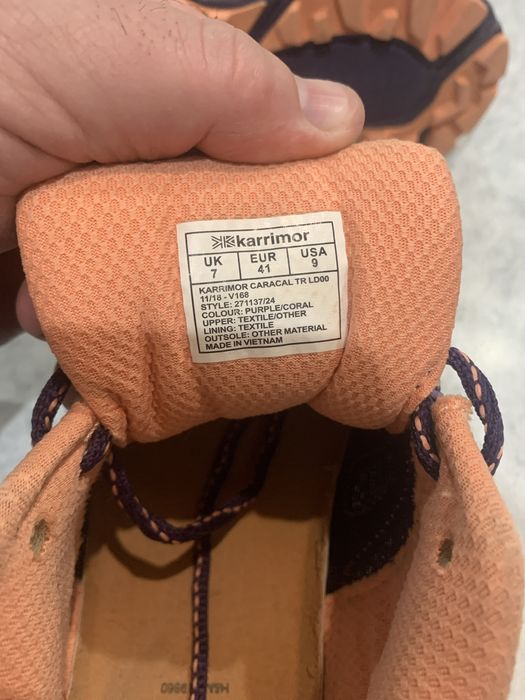 karrimor
UK EUR USA
7 41 9
KARRIMOR CARACAL TR LD00
11/18 - V168
STYLE: 271137/24
COLOUR: PURPLE/CORAL
UPPER: TEXTILE/OTHER
LINING: TEXTILE
OUTSOLE: OTHER MATERIAL
MADE IN VIETNAM